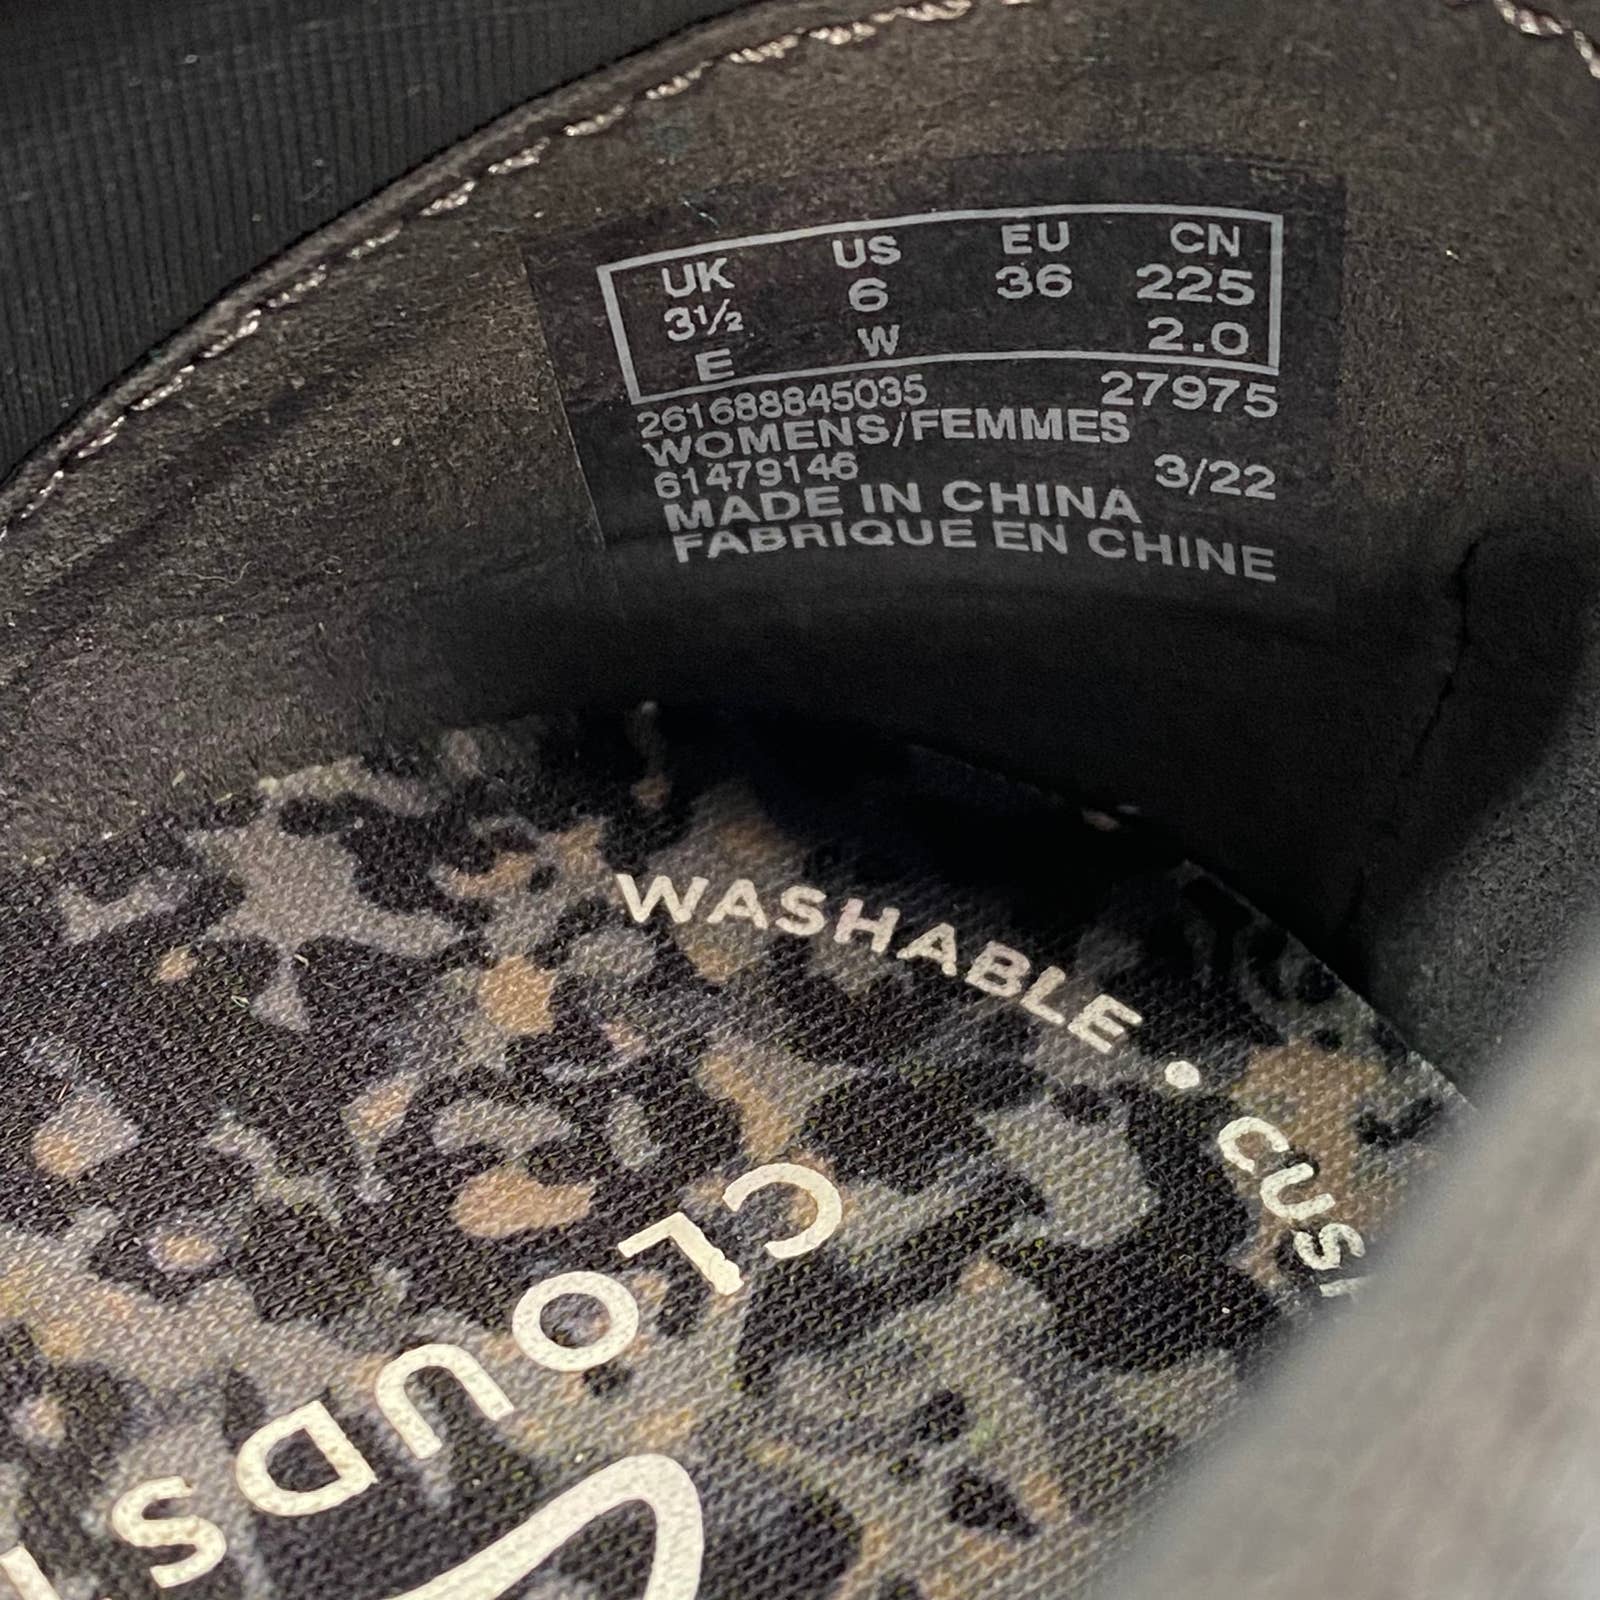 UK US EU CN
3½ 6 36 225
E W 2.0
261688845035 27975
WOMENS/FEMMES
61479146 3/22
MADE IN CHINA
FABRIQUE EN CHINE
WASHABLE •
CLOUDS